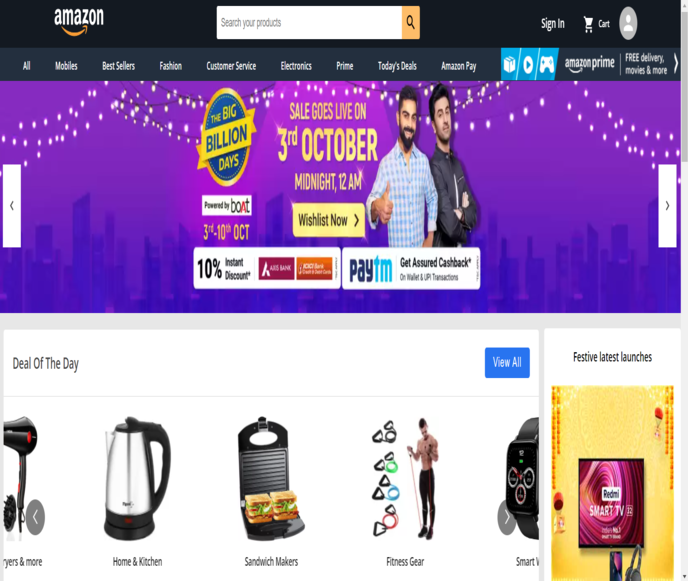 amazon
Search your products
Sign In
Cart
All
Mobiles
Best Sellers
Fashion
Customer Service
Electronics
Prime
Today's Deals
Amazon Pay
amazon prime
FREE delivery,
movies & more
THE BIG
BILLION
DAYS
SALE GOES LIVE ON
3rd OCTOBER
MIDNIGHT, 12 AM
Powered by boAt
3rd-10th OCT
Wishlist Now
10% Instant
Discount*
AXIS BANK
ICICI Bank
Credit & Debit Cards
paytm
Get Assured Cashback*
On Wallet & UPI Transactions
Deal Of The Day
View All
Festive latest launches
ryers & more
Home & Kitchen
Sandwich Makers
Fitness Gear
Smart W
Redmi
SMART TV
India's No.1